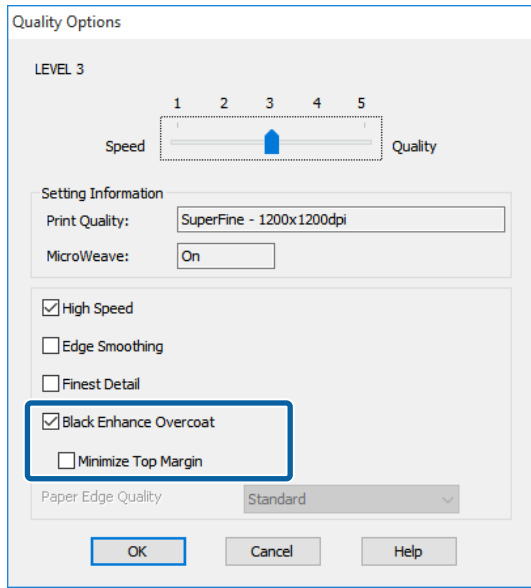 Quality Options
LEVEL 3
1 2 3 4 5
Speed Quality
Setting Information
Print Quality: SuperFine - 1200x1200dpi
MicroWeave: On
High Speed
Edge Smoothing
Finest Detail
Black Enhance Overcoat
Minimize Top Margin
Paper Edge Quality Standard
OK Cancel Help